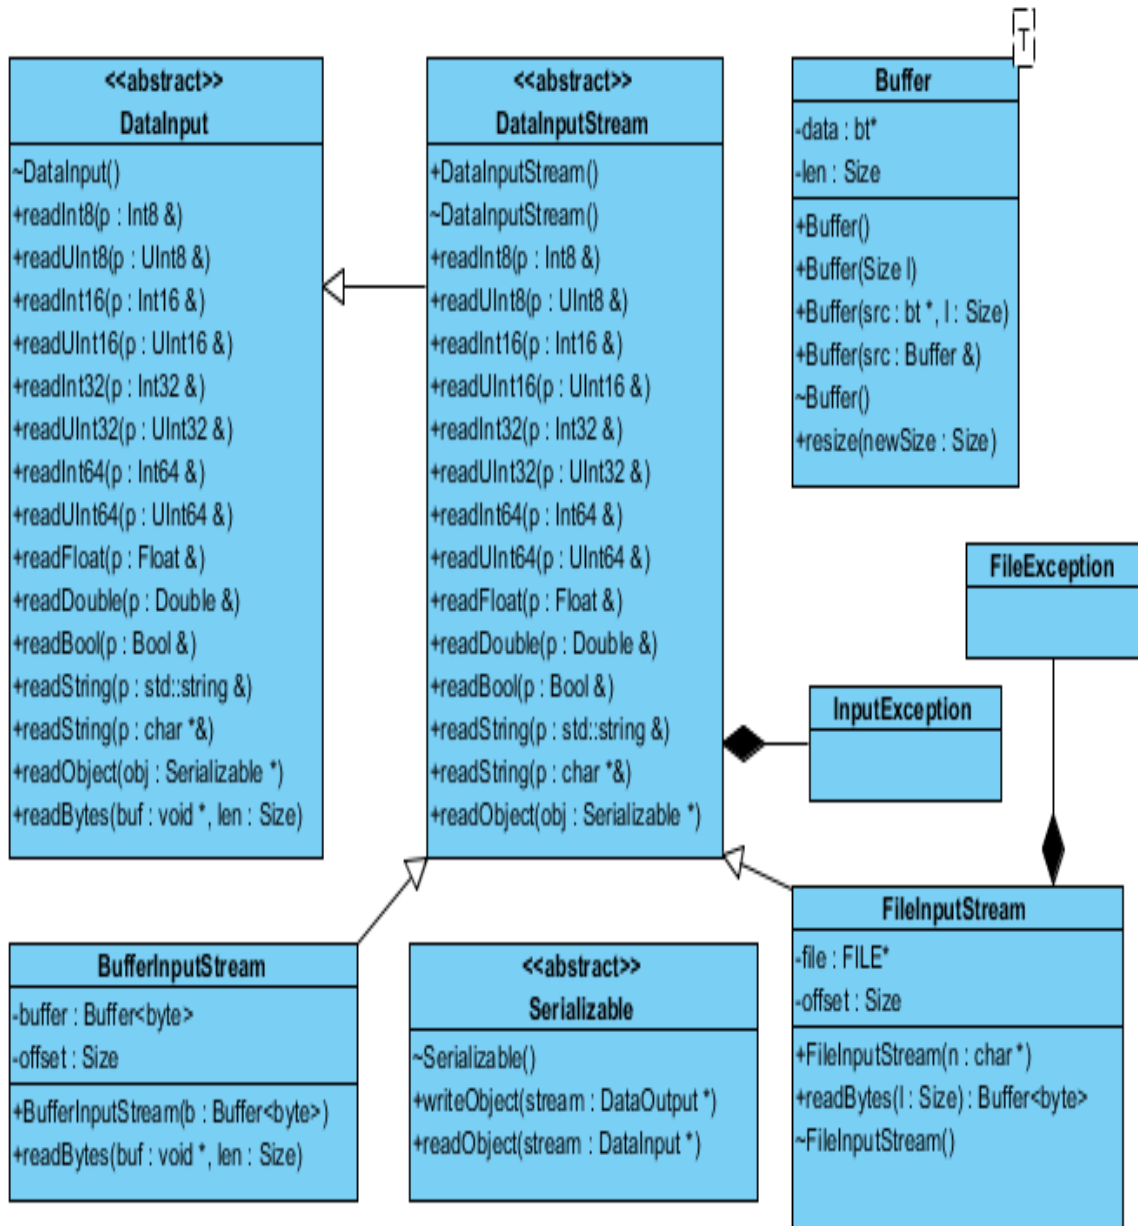 <<abstract>>
DataInput
~DataInput()
+readInt8(p : Int8 &)
+readUInt8(p : UInt8 &)
+readInt16(p : Int16 &)
+readUInt16(p : UInt16 &)
+readInt32(p : Int32 &)
+readUInt32(p : UInt32 &)
+readInt64(p : Int64 &)
+readUInt64(p : UInt64 &)
+readFloat(p : Float &)
+readDouble(p : Double &)
+readBool(p : Bool &)
+readString(p : std::string &)
+readString(p : char *&)
+readObject(obj : Serializable *)
+readBytes(buf : void *, len : Size)
<<abstract>>
DataInputStream
+DataInputStream()
~DataInputStream()
+readInt8(p : Int8 &)
+readUInt8(p : UInt8 &)
+readInt16(p : Int16 &)
+readUInt16(p : UInt16 &)
+readInt32(p : Int32 &)
+readUInt32(p : UInt32 &)
+readInt64(p : Int64 &)
+readUInt64(p : UInt64 &)
+readFloat(p : Float &)
+readDouble(p : Double &)
+readBool(p : Bool &)
+readString(p : std::string &)
+readString(p : char *&)
+readObject(obj : Serializable *)
T
Buffer
-data : bt*
-len : Size
+Buffer()
+Buffer(Size l)
+Buffer(src : bt *, l : Size)
+Buffer(src : Buffer &)
~Buffer()
+resize(newSize : Size)
FileException
InputException
BufferInputStream
-buffer : Buffer<byte>
-offset : Size
+BufferInputStream(b : Buffer<byte>)
+readBytes(buf : void *, len : Size)
<<abstract>>
Serializable
~Serializable()
+writeObject(stream : DataOutput *)
+readObject(stream : DataInput *)
FileInputStream
-file : FILE*
-offset : Size
+FileInputStream(n : char *)
+readBytes(l : Size) : Buffer<byte>
~FileInputStream()